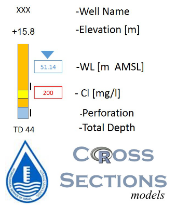 XXX -Well Name
+15.8 -Elevation [m]
51.14 -WL [m AMSL]
200 -Cl [mg/l]
-Perforation
TD 44 -Total Depth
CROSS
SECTIONS
models